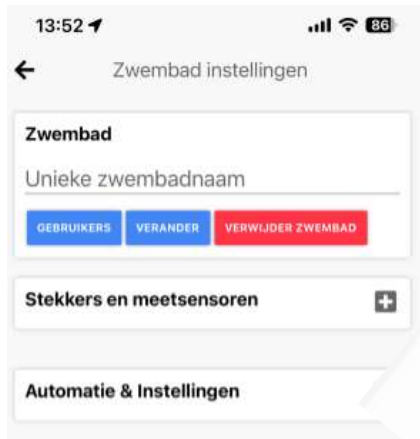 13:52
86
Zwembad instellingen
Zwembad
Unieke zwembadnaam
GEBRUIKERS VERANDER VERWIJDER ZWEMBAD
Stekkers en meetsensoren
Automatie & Instellingen